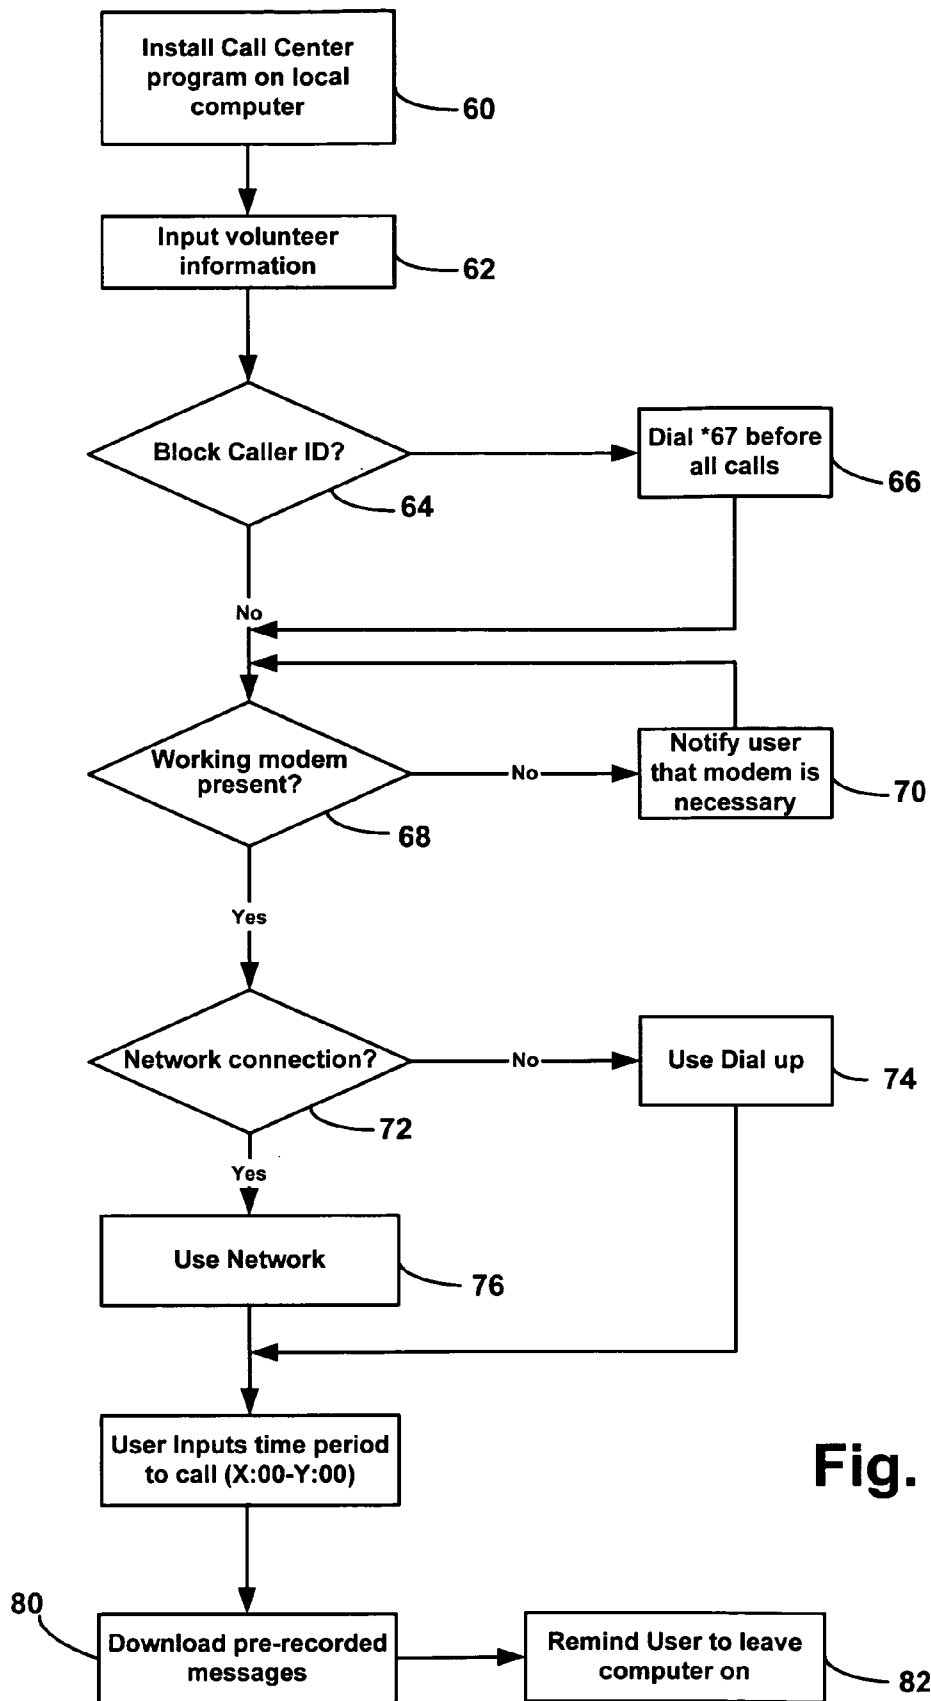 Install Call Center
program on local
computer
60
Input volunteer
information
62
Block Caller ID?
64
Dial *67 before
all calls
66
No
Working modem
present?
68
No
Notify user
that modem is
necessary
70
Yes
Network connection?
72
No
Use Dial up
74
Yes
Use Network
76
User Inputs time period
to call (X:00-Y:00)
Fig.
80
Download pre-recorded
messages
Remind User to leave
computer on
82